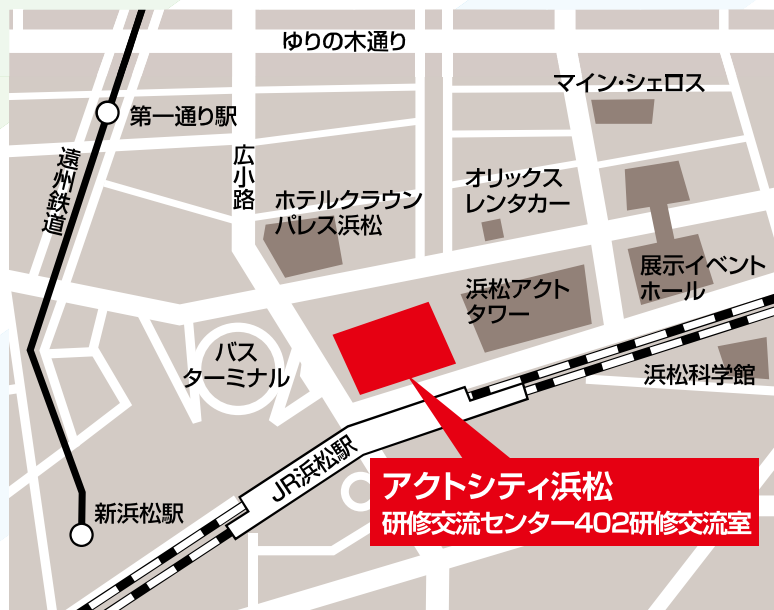 ゆりの木通り
マイン・シェロス
第一通り駅
遠州鉄道
広小路
ホテルクラウン
パレス浜松
オリックス
レンタカー
浜松アクト
タワー
展示イベント
ホール
バス
ターミナル
浜松科学館
JR浜松駅
新浜松駅
アクトシティ浜松
研修交流センター402研修交流室